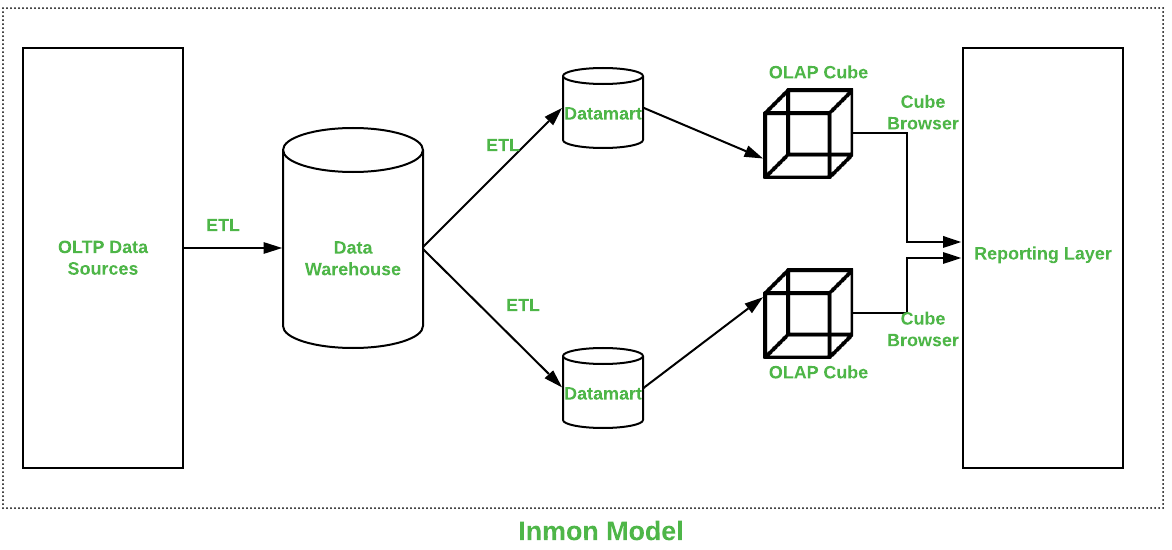 OLTP Data
Sources
ETL
Data
Warehouse
ETL
ETL
Datamart
Datamart
OLAP Cube
OLAP Cube
Cube
Browser
Cube
Browser
Reporting Layer
Inmon Model